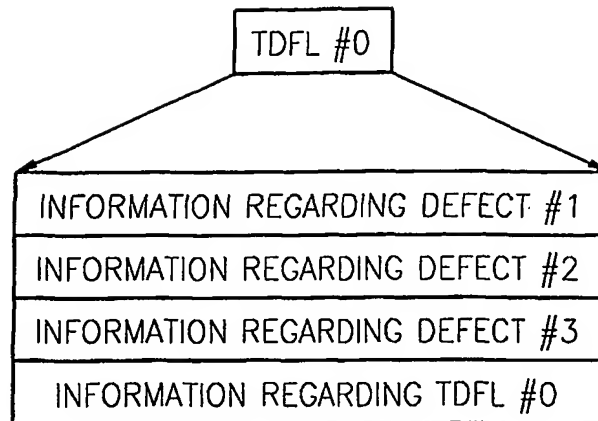 TDFL #0
INFORMATION REGARDING DEFECT #1
INFORMATION REGARDING DEFECT #2
INFORMATION REGARDING DEFECT #3
INFORMATION REGARDING TDFL #0